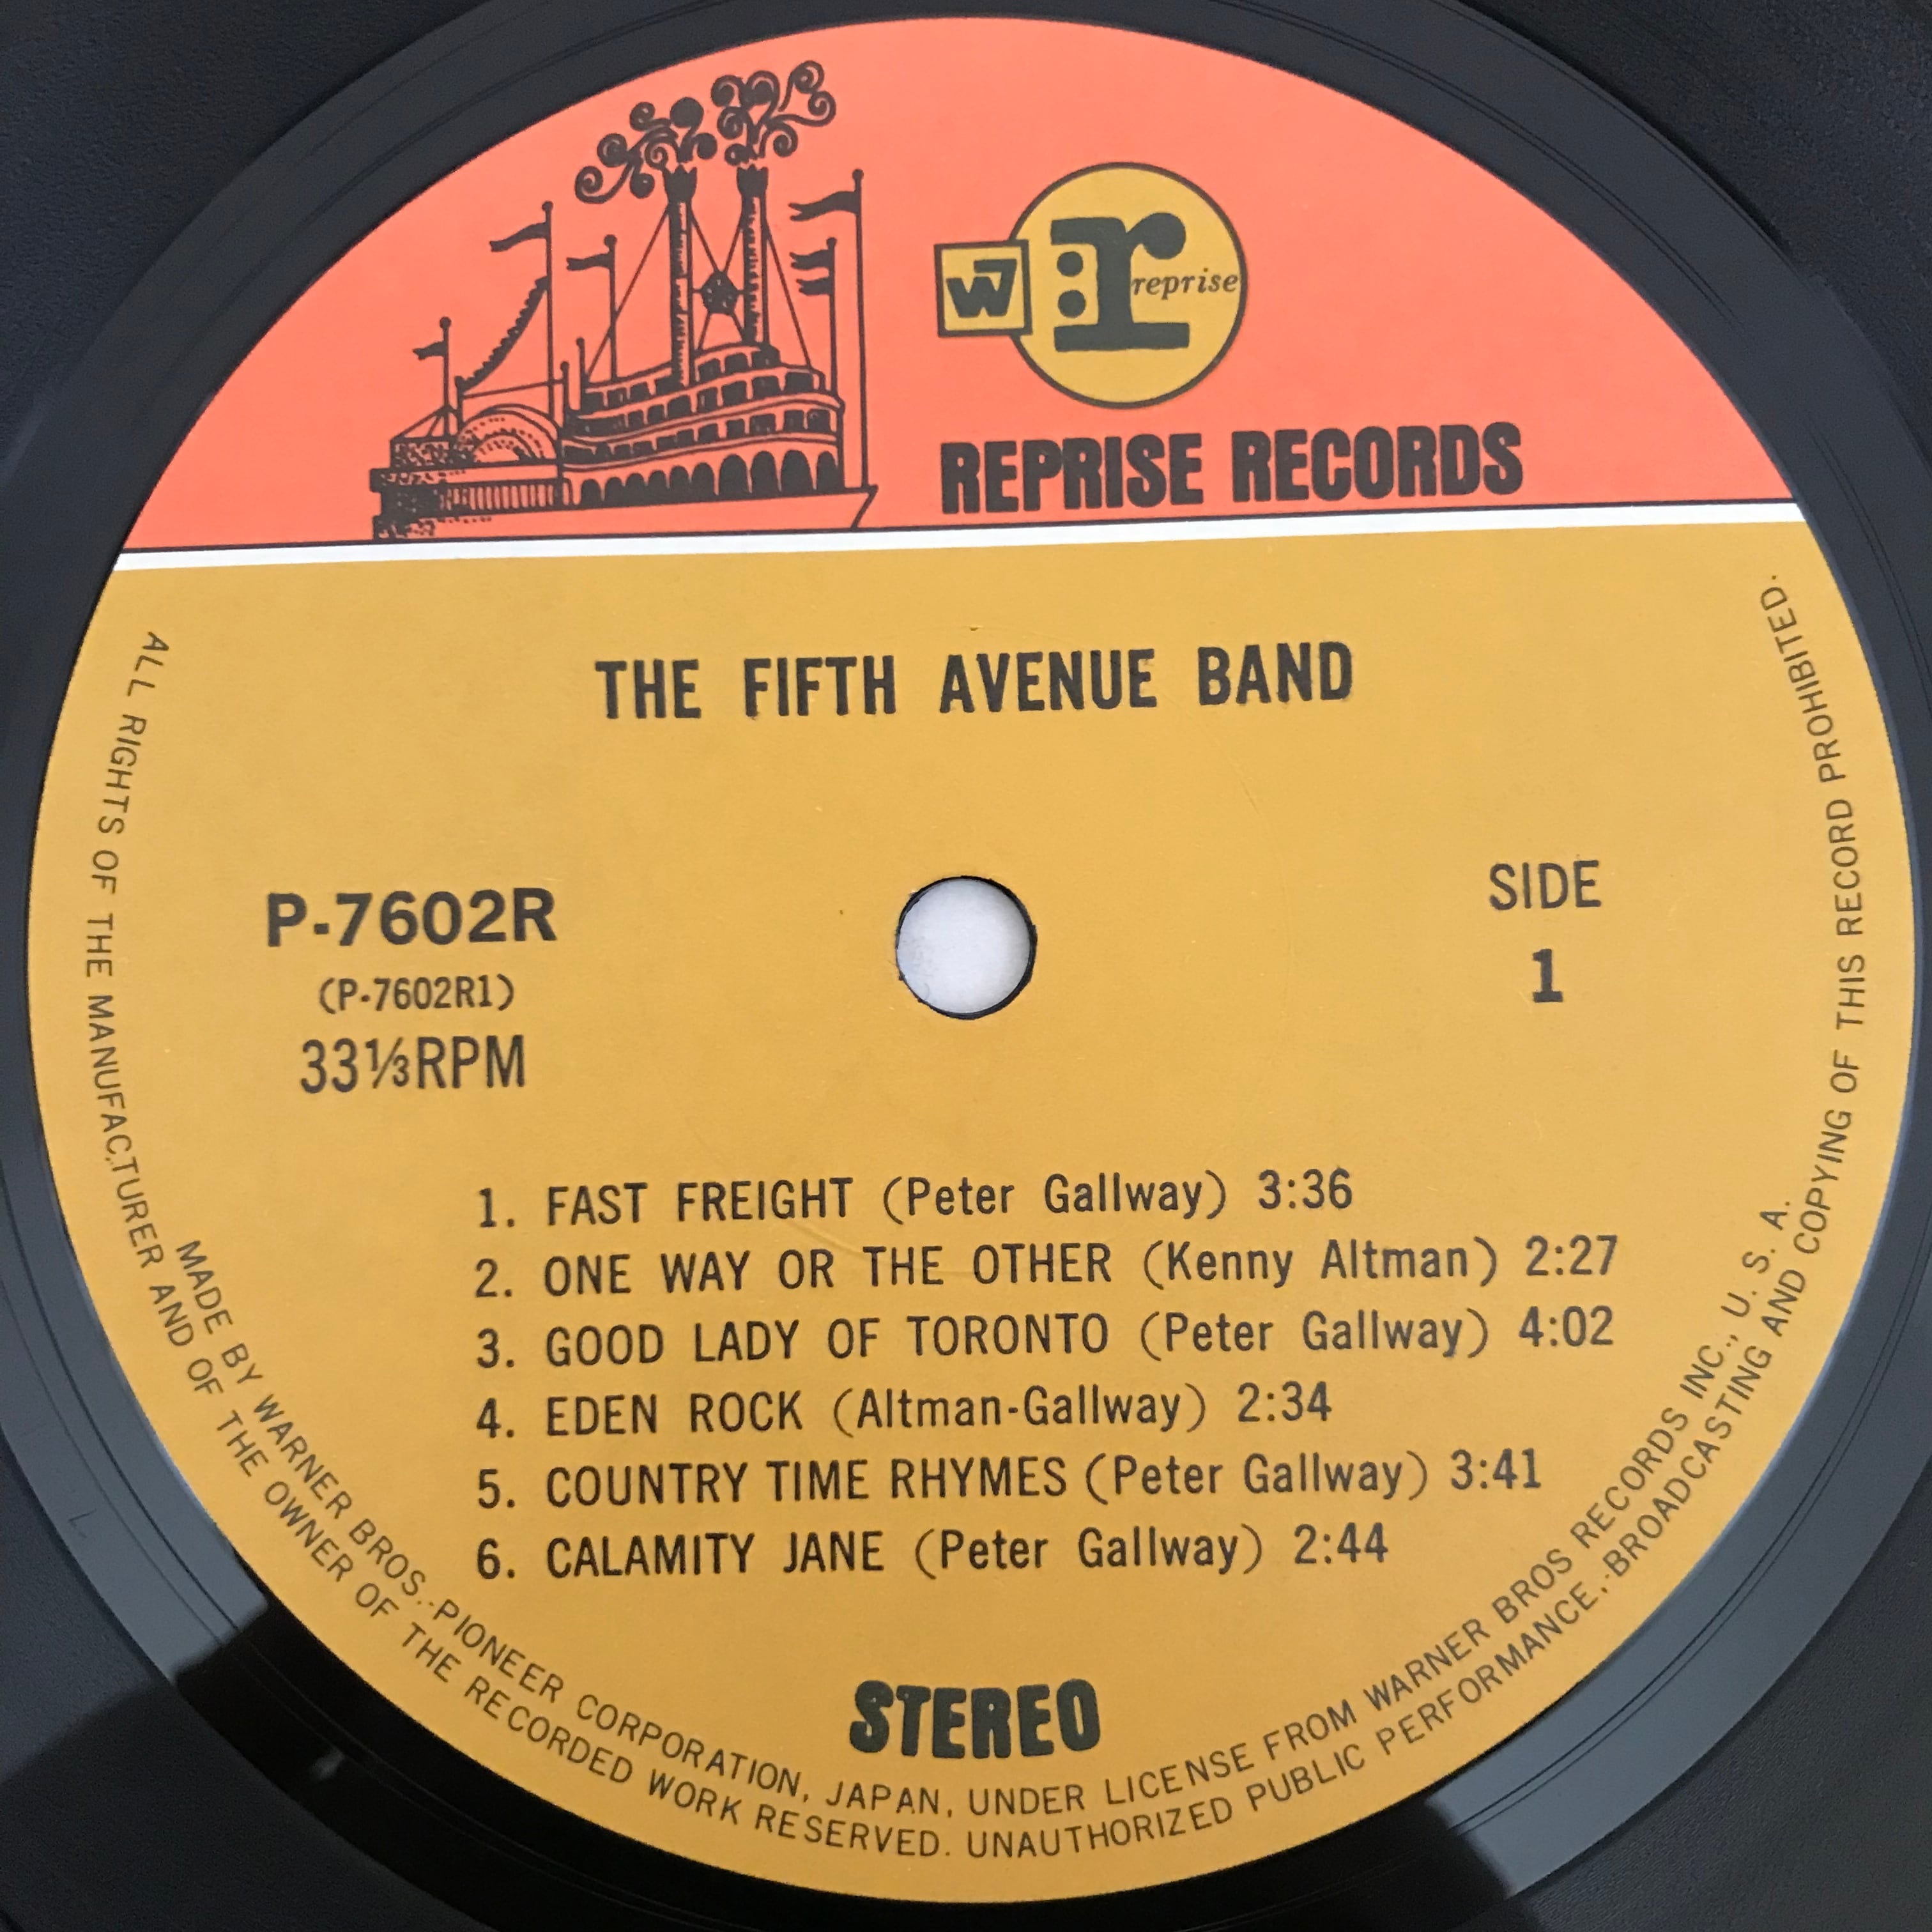 W7
r
reprise
REPRISE RECORDS
THE FIFTH AVENUE BAND
P-7602R
(P-7602R1)
33⅓RPM
SIDE
1
1. FAST FREIGHT (Peter Gallway) 3:36
2. ONE WAY OR THE OTHER (Kenny Altman) 2:27
3. GOOD LADY OF TORONTO (Peter Gallway) 4:02
4. EDEN ROCK (Altman-Gallway) 2:34
5. COUNTRY TIME RHYMES (Peter Gallway) 3:41
6. CALAMITY JANE (Peter Gallway) 2:44
STEREO
MADE BY WARNER BROS.-PIONEER CORPORATION, JAPAN, UNDER LICENSE FROM WARNER BROS RECORDS INC., U. S. A.
ALL RIGHTS OF THE MANUFACTURER AND OF THE OWNER OF THE RECORDED WORK RESERVED. UNAUTHORIZED PUBLIC PERFORMANCE, BROADCASTING AND COPYING OF THIS RECORD PROHIBITED.